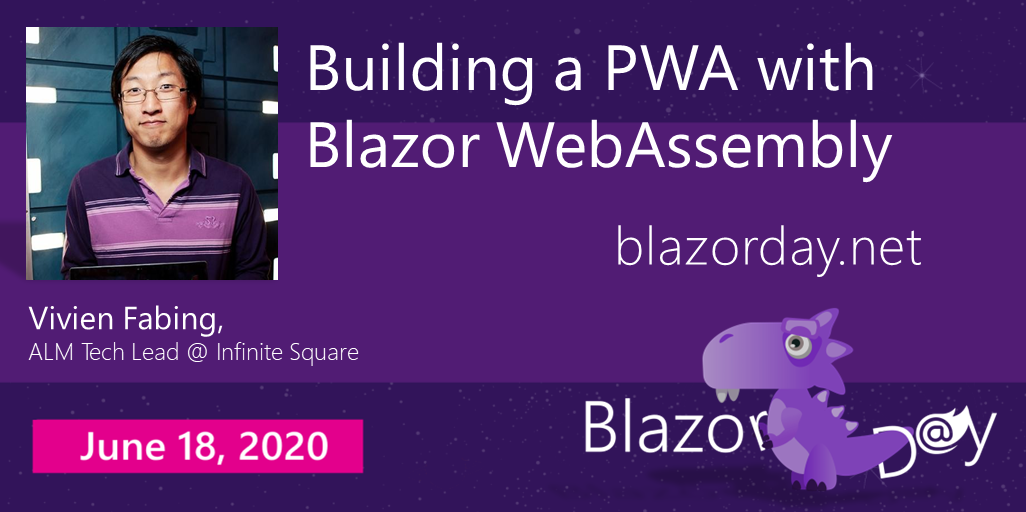 Building a PWA with
Blazor WebAssembly
blazorday.net
Vivien Fabing,
ALM Tech Lead @ Infinite Square
June 18, 2020
Blazor D@y